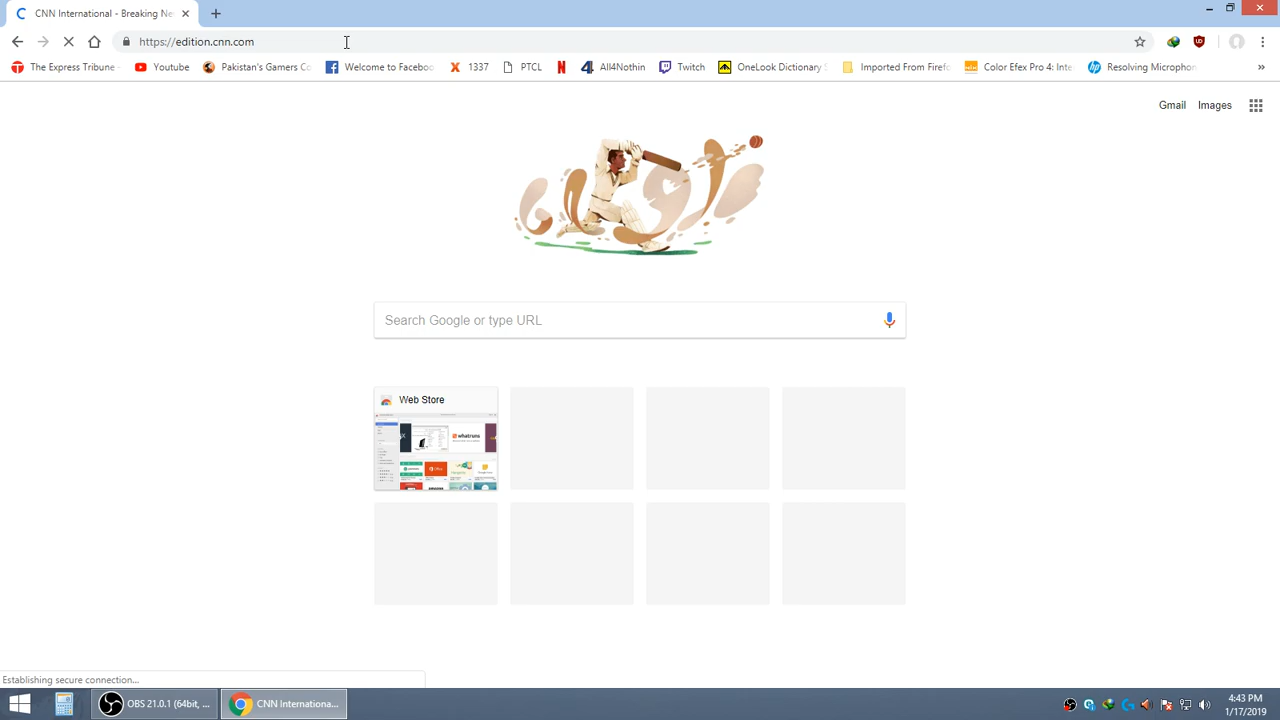 CNN International - Breaking Ne
https://edition.cnn.com
The Express Tribune Youtube Pakistan's Gamers Co Welcome to Faceboo 1337 PTCL All4Nothin Twitch OneLook Dictionary S Imported From Firefo Color Efex Pro 4: Inte Resolving Microphon »
Gmail Images
Search Google or type URL
Web Store
whatruns
Establishing secure connection...
OBS 21.0.1 (64bit, ... CNN Internationa...
4:43 PM
1/17/2019